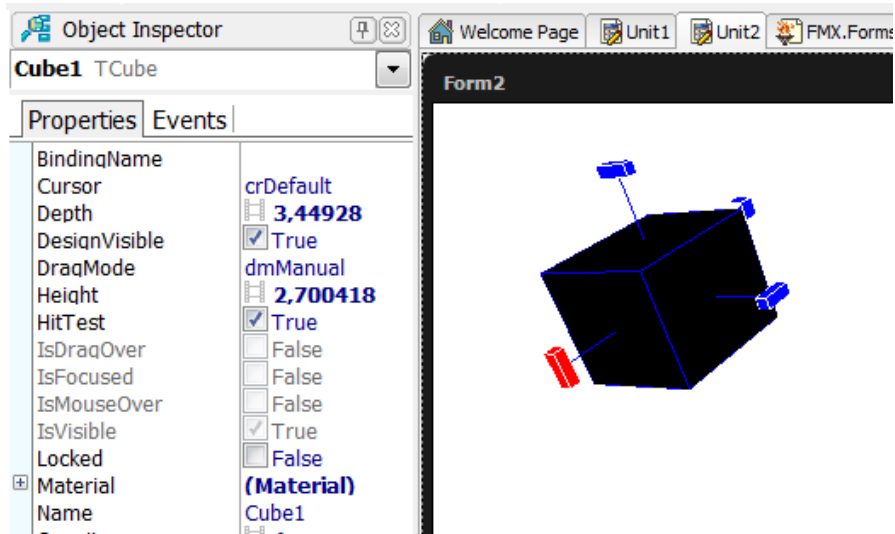 Object Inspector
Welcome Page
Unit1
Unit2
FMX.Forms
Cube1 TCube
Form2
Properties Events
BindingName
Cursor crDefault
Depth 3,44928
DesignVisible True
DragMode dmManual
Height 2,700418
HitTest True
IsDragOver False
IsFocused False
IsMouseOver False
IsVisible True
Locked False
Material (Material)
Name Cube1